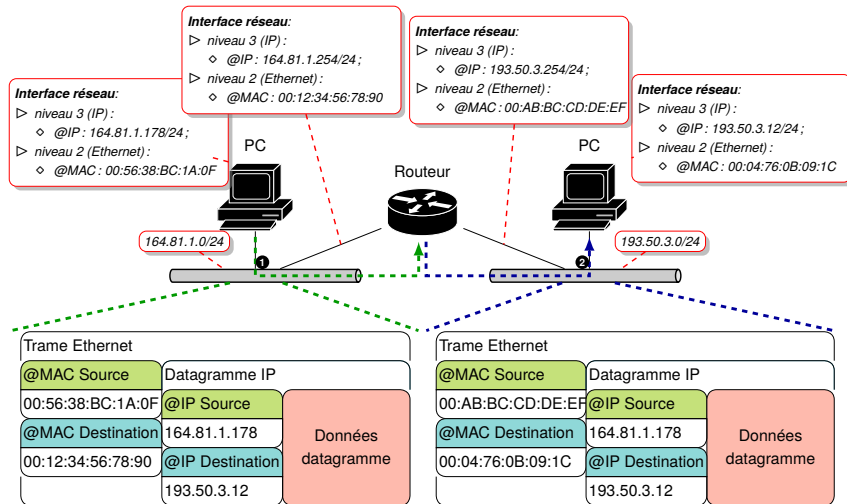 Interface réseau:
▷ niveau 3 (IP) :
◇ @IP : 164.81.1.178/24 ;
▷ niveau 2 (Ethernet) :
◇ @MAC : 00:56:38:BC:1A:0F
Interface réseau:
▷ niveau 3 (IP) :
◇ @IP : 164.81.1.254/24 ;
▷ niveau 2 (Ethernet) :
◇ @MAC : 00:12:34:56:78:90
Interface réseau:
▷ niveau 3 (IP) :
◇ @IP : 193.50.3.254/24 ;
▷ niveau 2 (Ethernet) :
◇ @MAC : 00:AB:BC:CD:DE:EF
Interface réseau:
▷ niveau 3 (IP) :
◇ @IP : 193.50.3.12/24 ;
▷ niveau 2 (Ethernet) :
◇ @MAC : 00:04:76:0B:09:1C
PC
Routeur
PC
164.81.1.0/24
1
2
193.50.3.0/24
Trame Ethernet
@MAC Source
00:56:38:BC:1A:0F
@MAC Destination
00:12:34:56:78:90
Datagramme IP
@IP Source
164.81.1.178
@IP Destination
193.50.3.12
Données
datagramme
Trame Ethernet
@MAC Source
00:AB:BC:CD:DE:EF
@MAC Destination
00:04:76:0B:09:1C
Datagramme IP
@IP Source
164.81.1.178
@IP Destination
193.50.3.12
Données
datagramme